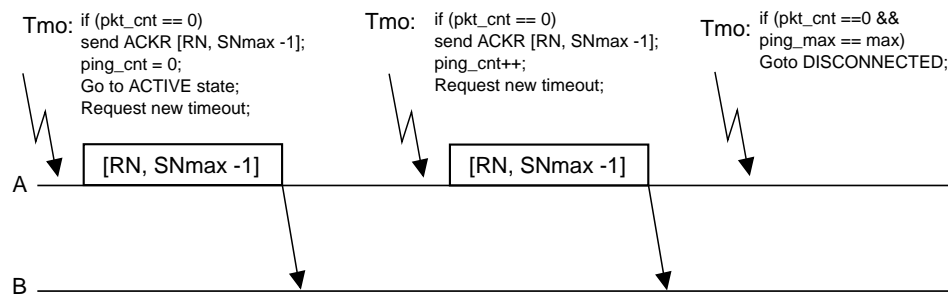 Tmo: if (pkt_cnt == 0)
send ACKR [RN, SNmax -1];
ping_cnt = 0;
Go to ACTIVE state;
Request new timeout;
Tmo: if (pkt_cnt == 0)
send ACKR [RN, SNmax -1];
ping_cnt++;
Request new timeout;
Tmo: if (pkt_cnt ==0 &&
ping_max == max)
Goto DISCONNECTED;
[RN, SNmax -1]
[RN, SNmax -1]
A
B